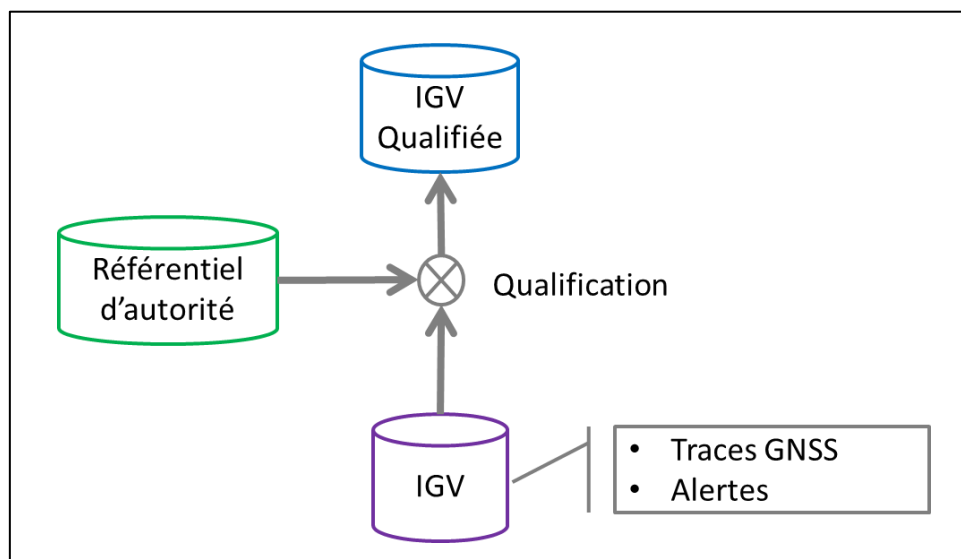 IGV
Qualifiée
Référentiel
d'autorité
Qualification
IGV
• Traces GNSS
• Alertes